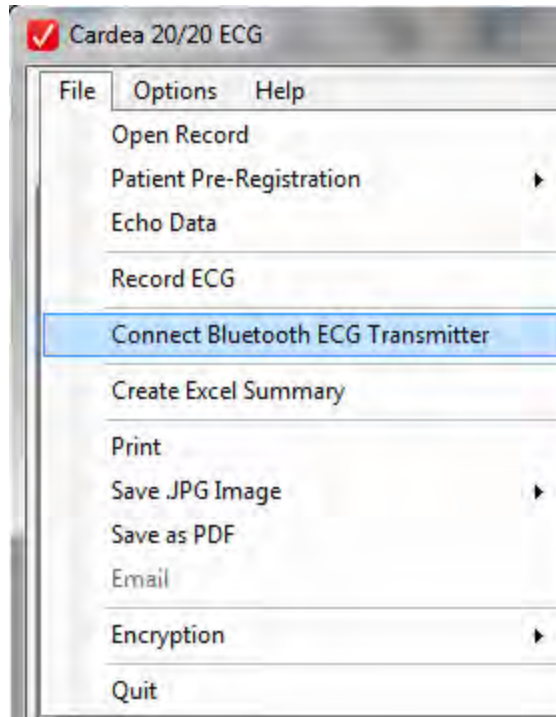 Cardea 20/20 ECG
File Options Help
Open Record
Patient Pre-Registration
Echo Data
Record ECG
Connect Bluetooth ECG Transmitter
Create Excel Summary
Print
Save .JPG Image
Save as PDF
Email
Encryption
Quit